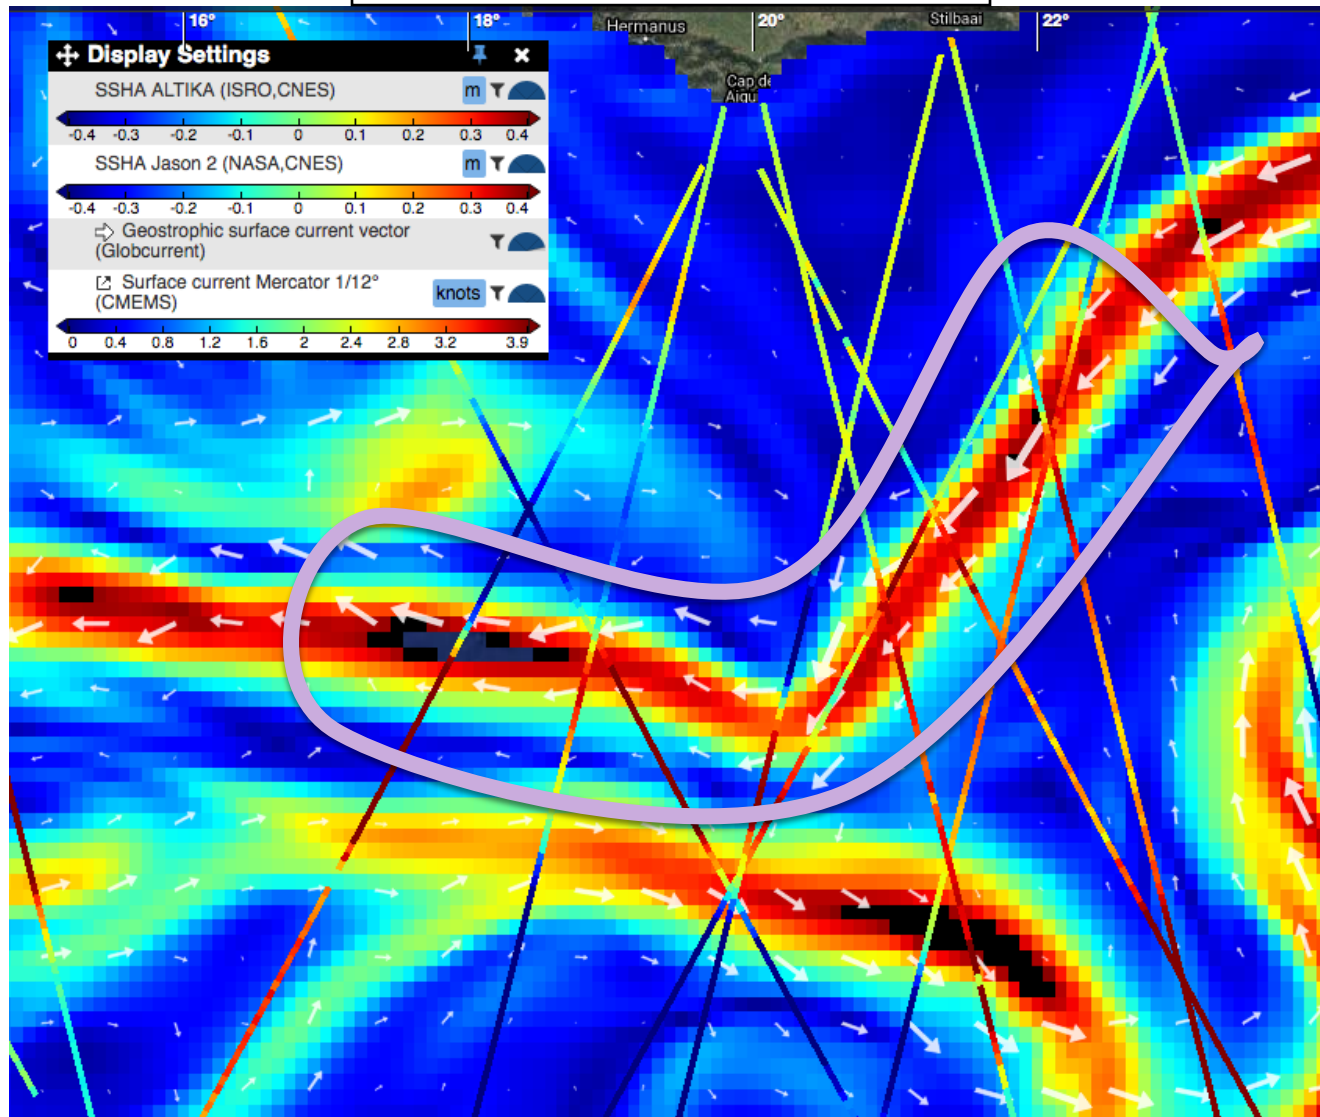 16°
18°
20°
22°
Hermanus
Stilbaai
Cap de
Aigu
Display Settings
SSHA ALTIKA (ISRO,CNES)
m
-0.4 -0.3 -0.2 -0.1 0 0.1 0.2 0.3 0.4
SSHA Jason 2 (NASA,CNES)
m
-0.4 -0.3 -0.2 -0.1 0 0.1 0.2 0.3 0.4
Geostrophic surface current vector
(Globcurrent)
Surface current Mercator 1/12°
(CMEMS)
knots
0 0.4 0.8 1.2 1.6 2 2.4 2.8 3.2 3.9